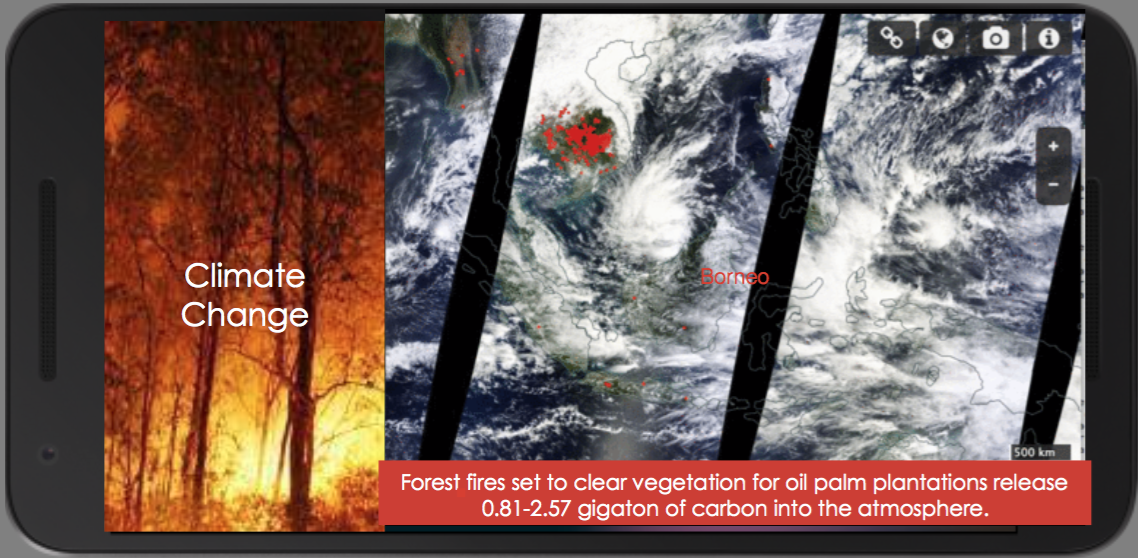 Climate
Change
Borneo
+
−
500 km
Forest fires set to clear vegetation for oil palm plantations release
0.81-2.57 gigaton of carbon into the atmosphere.